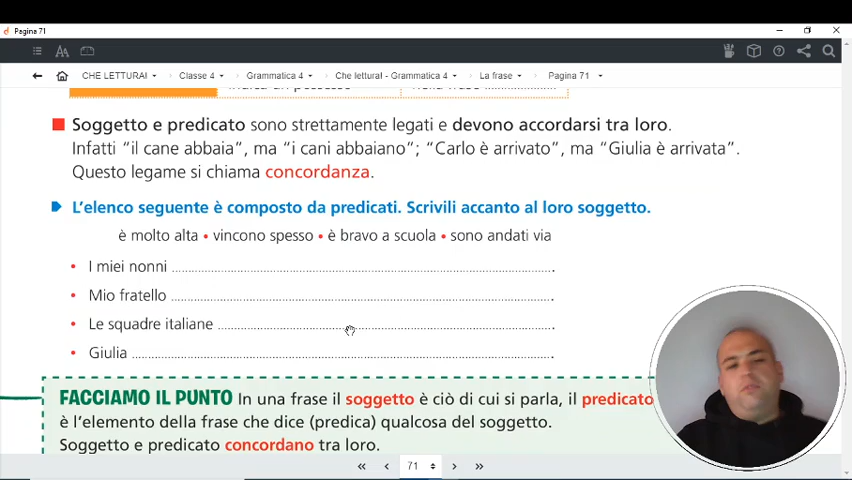 Pagina 71
CHE LETTURA! Classe 4 Grammatica 4 Che lettura! - Grammatica 4 La frase Pagina 71
Soggetto e predicato sono strettamente legati e devono accordarsi tra loro.
Infatti “il cane abbaia”, ma “i cani abbaiano”; “Carlo è arrivato”, ma “Giulia è arrivata”.
Questo legame si chiama concordanza.
L’elenco seguente è composto da predicati. Scrivili accanto al loro soggetto.
è molto alta • vincono spesso • è bravo a scuola • sono andati via
• I miei nonni
• Mio fratello
• Le squadre italiane
• Giulia
FACCIAMO IL PUNTO In una frase il soggetto è ciò di cui si parla, il predicato
è l’elemento della frase che dice (predica) qualcosa del soggetto.
Soggetto e predicato concordano tra loro.
71